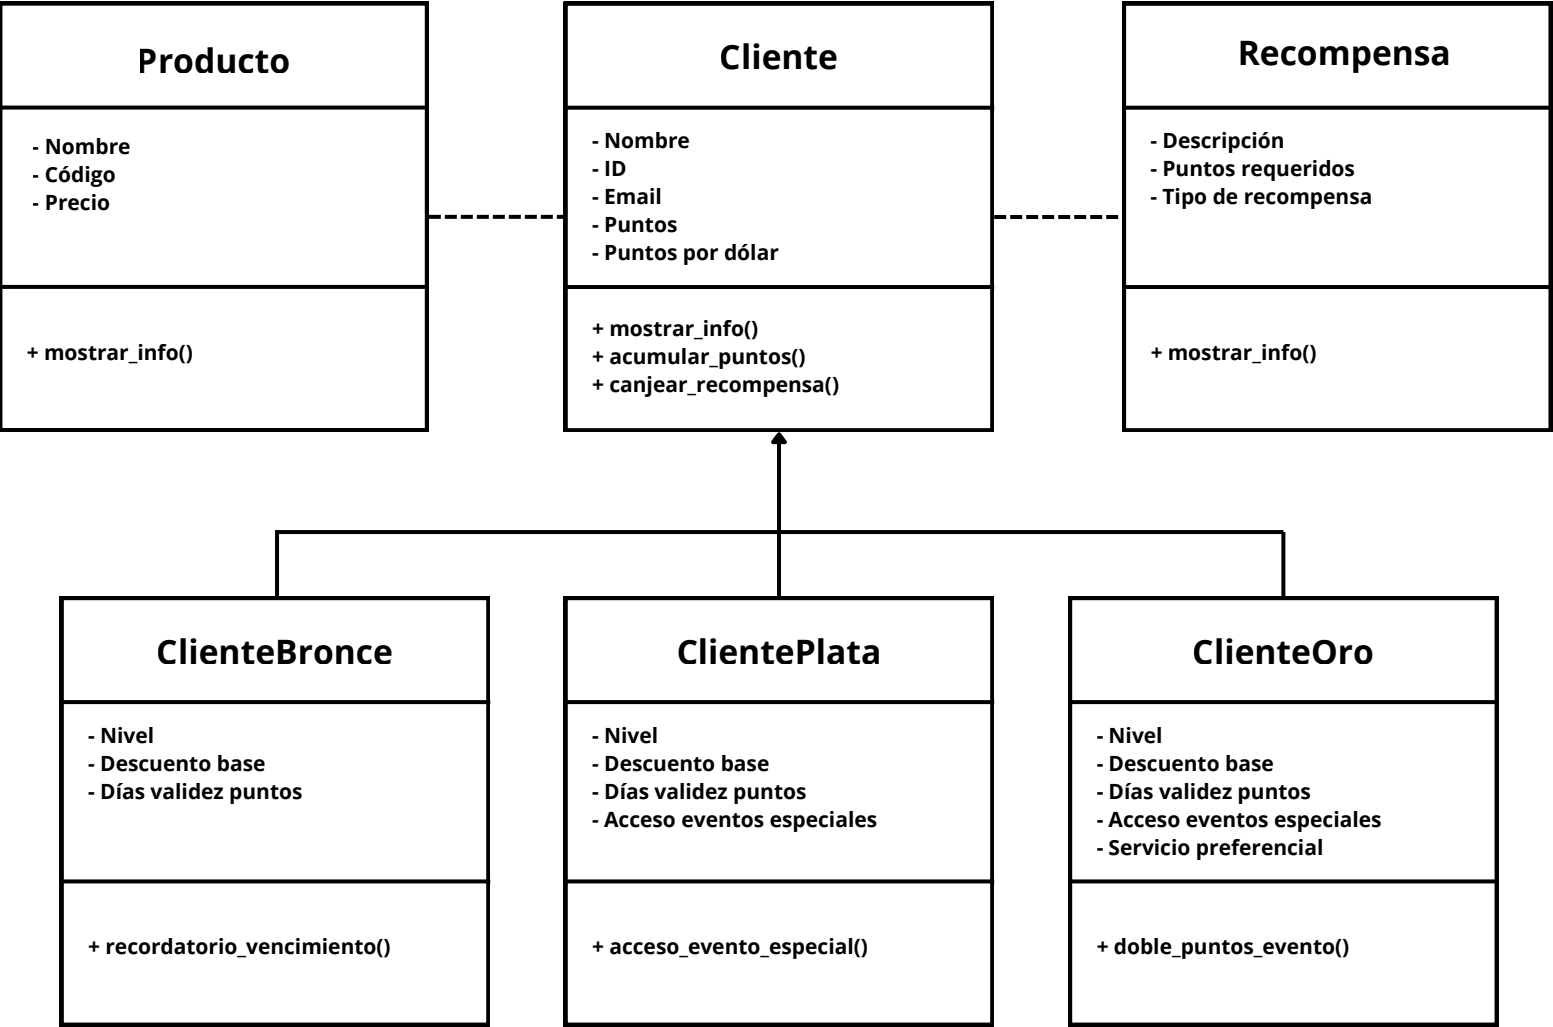 Producto
- Nombre
- Código
- Precio
+ mostrar_info()
Cliente
- Nombre
- ID
- Email
- Puntos
- Puntos por dólar
+ mostrar_info()
+ acumular_puntos()
+ canjear_recompensa()
Recompensa
- Descripción
- Puntos requeridos
- Tipo de recompensa
+ mostrar_info()
ClienteBronce
- Nivel
- Descuento base
- Días validez puntos
+ recordatorio_vencimiento()
ClientePlata
- Nivel
- Descuento base
- Días validez puntos
- Acceso eventos especiales
+ acceso_evento_especial()
ClienteOro
- Nivel
- Descuento base
- Días validez puntos
- Acceso eventos especiales
- Servicio preferencial
+ doble_puntos_evento()